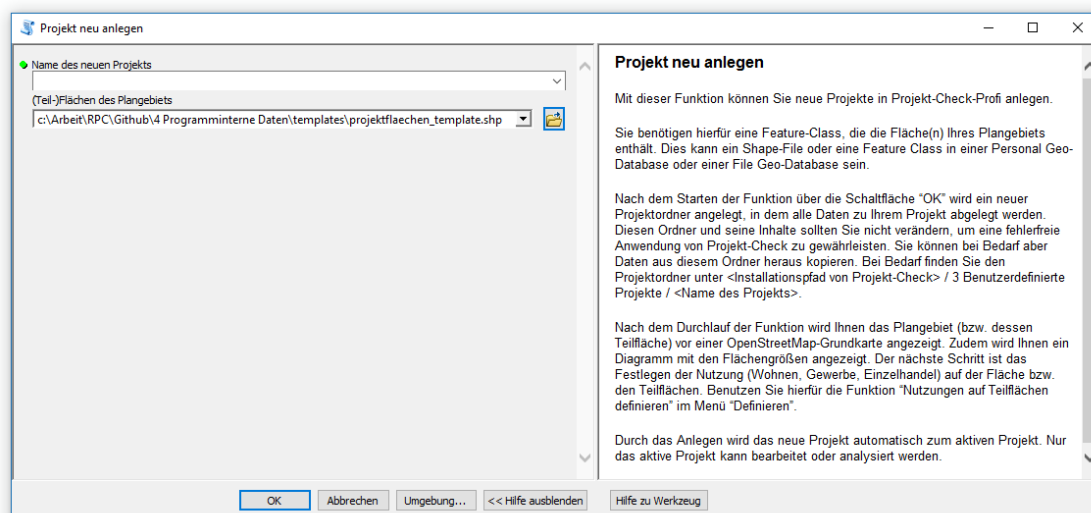 Projekt neu anlegen
Name des neuen Projekts
(Teil-)Flächen des Plangebiets
c:\Arbeit\RPC\Github\4 Programminterne Daten\templates\projektflaechen_template.shp
Projekt neu anlegen
Mit dieser Funktion können Sie neue Projekte in Projekt-Check-Profi anlegen.
Sie benötigen hierfür eine Feature-Class, die die Fläche(n) Ihres Plangebiets
enthält. Dies kann ein Shape-File oder eine Feature Class in einer Personal Geo-
Database oder einer File Geo-Database sein.
Nach dem Starten der Funktion über die Schaltfläche “OK” wird ein neuer
Projektordner angelegt, in dem alle Daten zu Ihrem Projekt abgelegt werden.
Diesen Ordner und seine Inhalte sollten Sie nicht verändern, um eine fehlerfreie
Anwendung von Projekt-Check zu gewährleisten. Sie können bei Bedarf aber
Daten aus diesem Ordner heraus kopieren. Bei Bedarf finden Sie den
Projektordner unter <Installationspfad von Projekt-Check> / 3 Benutzerdefinierte
Projekte / <Name des Projekts>.
Nach dem Durchlauf der Funktion wird Ihnen das Plangebiet (bzw. dessen
Teilfläche) vor einer OpenStreetMap-Grundkarte angezeigt. Zudem wird Ihnen ein
Diagramm mit den Flächengrößen angezeigt. Der nächste Schritt ist das
Festlegen der Nutzung (Wohnen, Gewerbe, Einzelhandel) auf der Fläche bzw.
den Teilflächen. Benutzen Sie hierfür die Funktion “Nutzungen auf Teilflächen
definieren” im Menü “Definieren”.
Durch das Anlegen wird das neue Projekt automatisch zum aktiven Projekt. Nur
das aktive Projekt kann bearbeitet oder analysiert werden.
OK Abbrechen Umgebung... << Hilfe ausblenden Hilfe zu Werkzeug